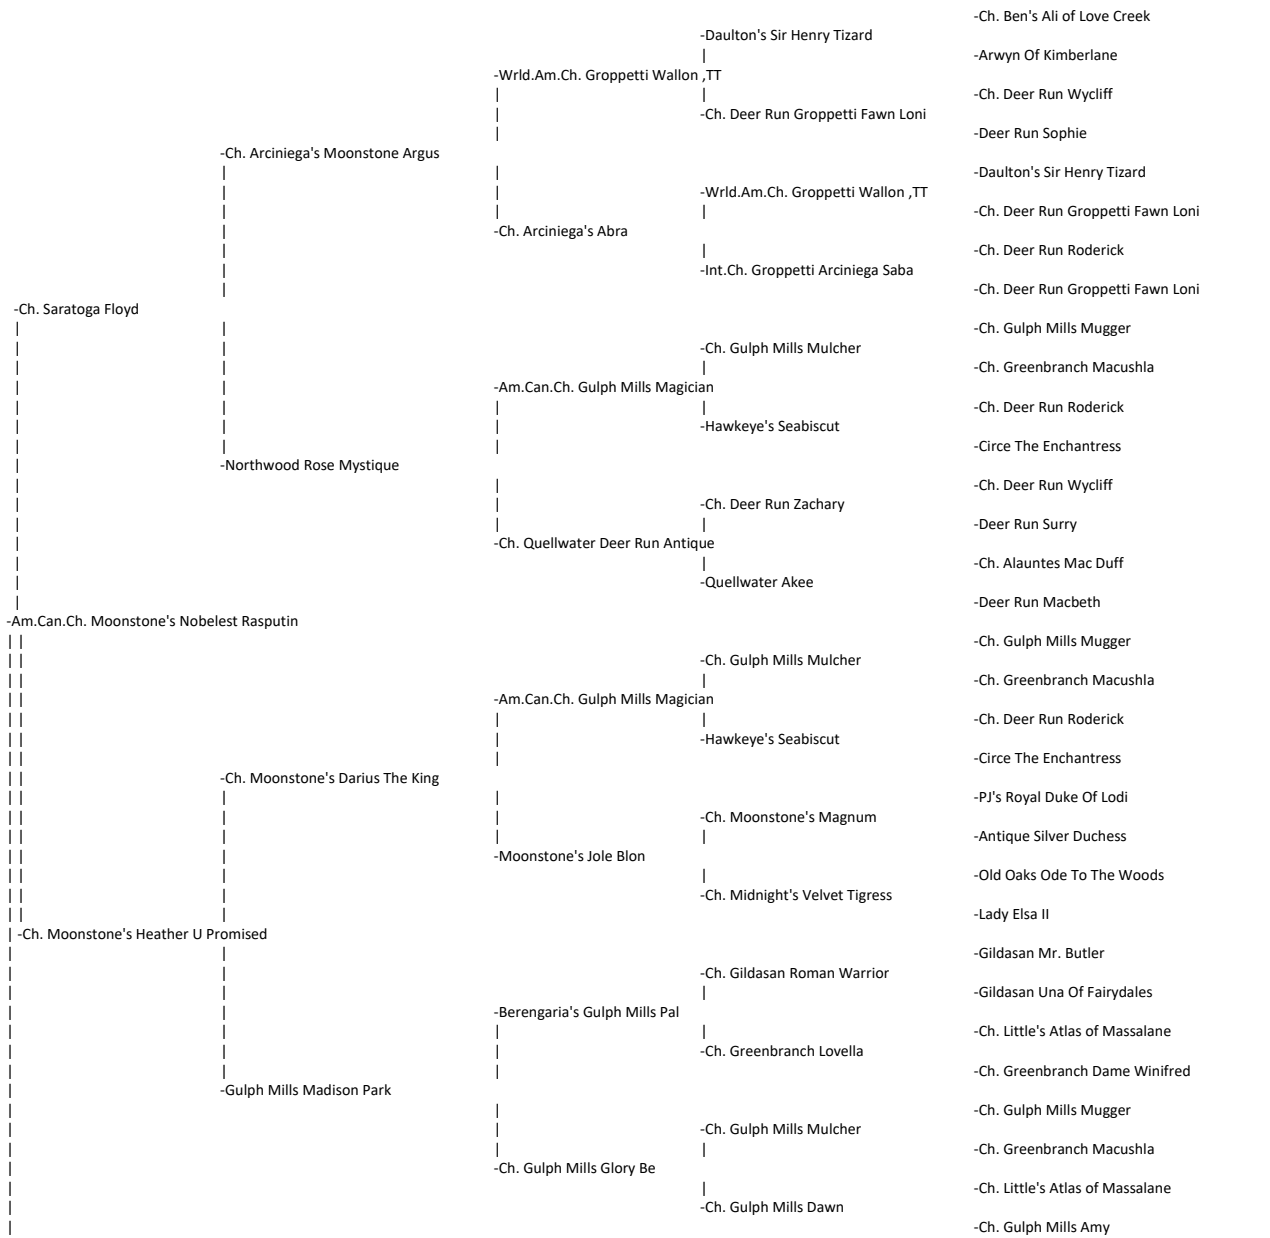 -Ch. Ben's Ali of Love Creek
-Daulton's Sir Henry Tizard
-Arwyn Of Kimberlane
-Wrld.Am.Ch. Groppetti Wallon ,TT
-Ch. Deer Run Wycliff
-Ch. Deer Run Groppetti Fawn Loni
-Deer Run Sophie
-Ch. Arciniega's Moonstone Argus
-Daulton's Sir Henry Tizard
-Wrld.Am.Ch. Groppetti Wallon ,TT
-Ch. Deer Run Groppetti Fawn Loni
-Ch. Arciniega's Abra
-Ch. Deer Run Roderick
-Int.Ch. Groppetti Arciniega Saba
-Ch. Deer Run Groppetti Fawn Loni
-Ch. Saratoga Floyd
-Ch. Gulph Mills Mugger
-Ch. Gulph Mills Mulcher
-Ch. Greenbranch Macushla
-Am.Can.Ch. Gulph Mills Magician
-Ch. Deer Run Roderick
-Hawkeye's Seabiscut
-Circe The Enchantress
-Northwood Rose Mystique
-Ch. Deer Run Wycliff
-Ch. Deer Run Zachary
-Deer Run Surry
-Ch. Quellwater Deer Run Antique
-Ch. Alauntes Mac Duff
-Quellwater Akee
-Deer Run Macbeth
-Am.Can.Ch. Moonstone's Nobelest Rasputin
-Ch. Gulph Mills Mugger
-Ch. Gulph Mills Mulcher
-Ch. Greenbranch Macushla
-Am.Can.Ch. Gulph Mills Magician
-Ch. Deer Run Roderick
-Hawkeye's Seabiscut
-Circe The Enchantress
-Ch. Moonstone's Darius The King
-PJ's Royal Duke Of Lodi
-Ch. Moonstone's Magnum
-Antique Silver Duchess
-Moonstone's Jole Blon
-Old Oaks Ode To The Woods
-Ch. Midnight's Velvet Tigress
-Lady Elsa II
-Ch. Moonstone's Heather U Promised
-Gildasan Mr. Butler
-Ch. Gildasan Roman Warrior
-Gildasan Una Of Fairydales
-Berengaria's Gulph Mills Pal
-Ch. Little's Atlas of Massalane
-Ch. Greenbranch Lovella
-Ch. Greenbranch Dame Winifred
-Gulph Mills Madison Park
-Ch. Gulph Mills Mugger
-Ch. Gulph Mills Mulcher
-Ch. Greenbranch Macushla
-Ch. Gulph Mills Glory Be
-Ch. Little's Atlas of Massalane
-Ch. Gulph Mills Dawn
-Ch. Gulph Mills Amy